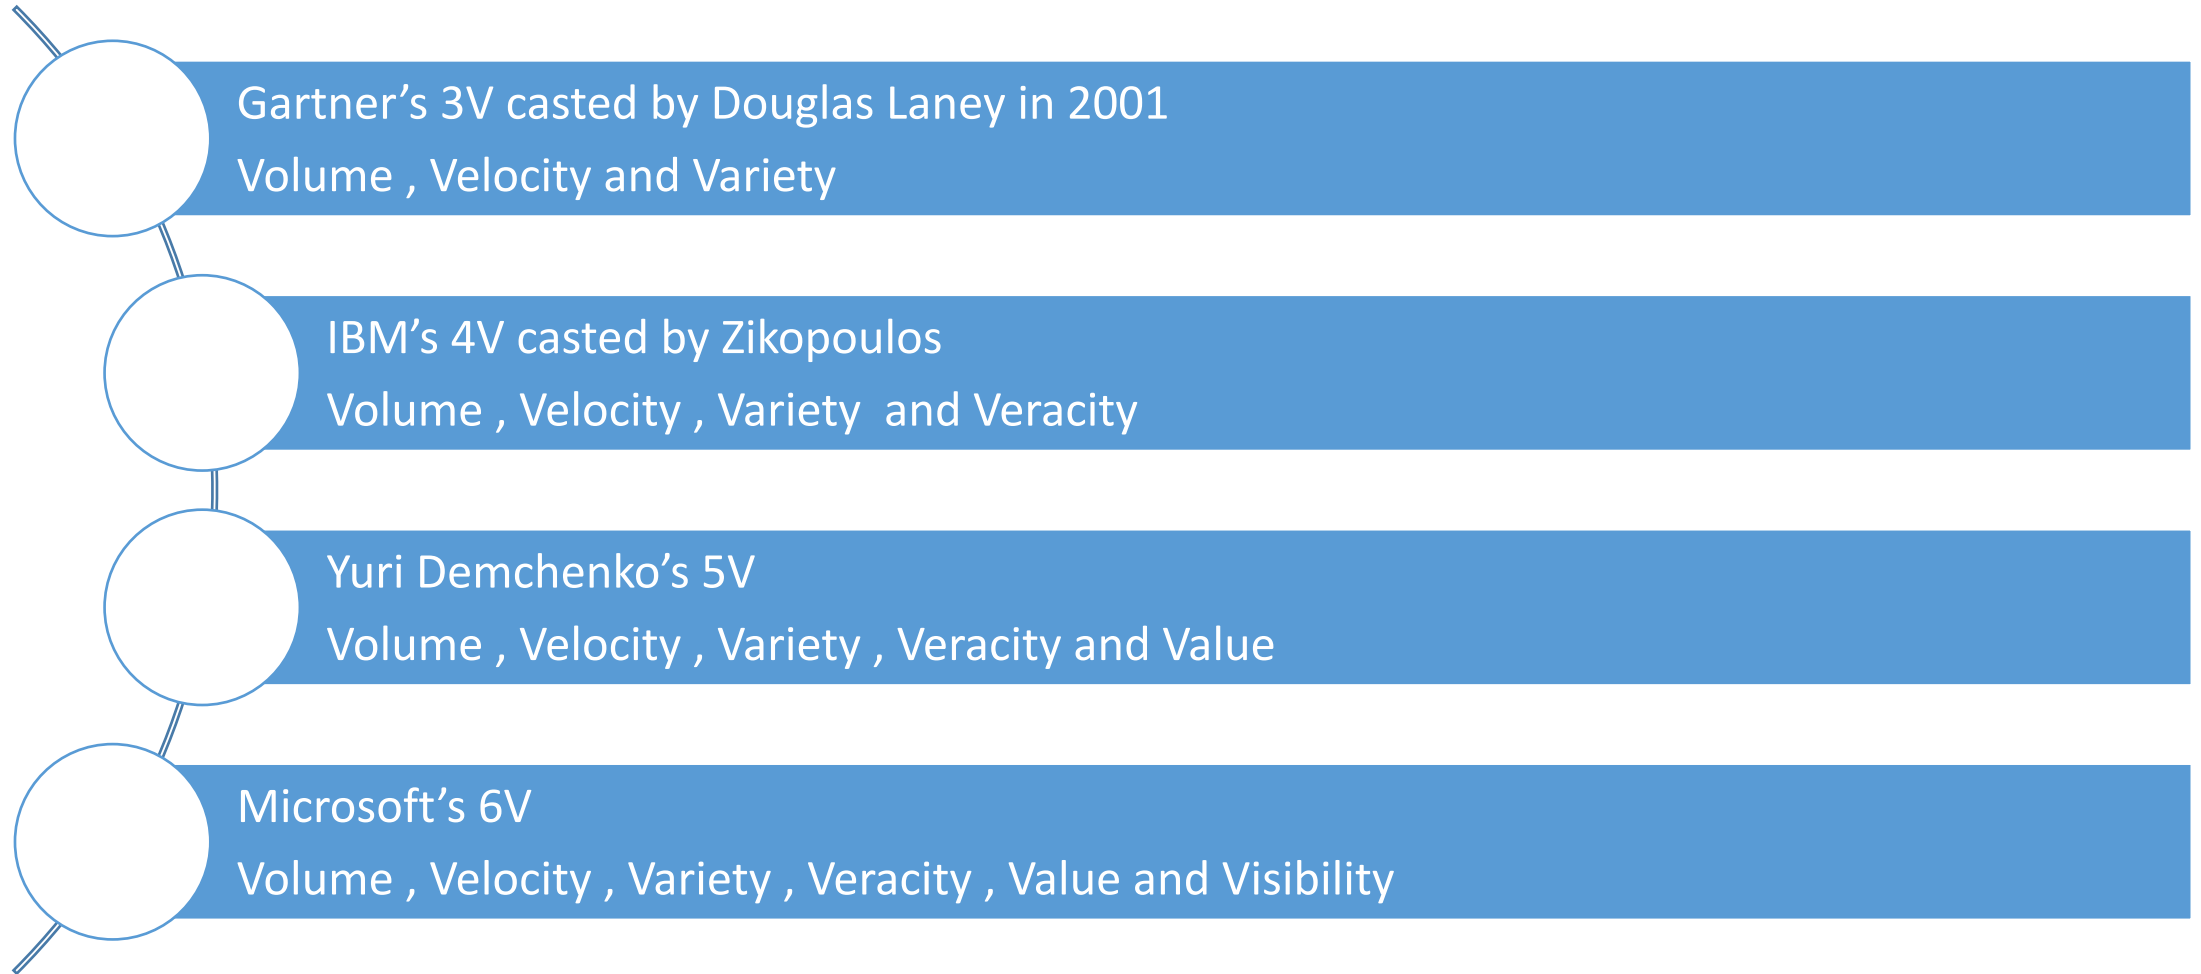 Gartner’s 3V casted by Douglas Laney in 2001
Volume , Velocity and Variety
IBM’s 4V casted by Zikopoulos
Volume , Velocity , Variety  and Veracity
Yuri Demchenko’s 5V
Volume , Velocity , Variety , Veracity and Value
Microsoft’s 6V
Volume , Velocity , Variety , Veracity , Value and Visibility